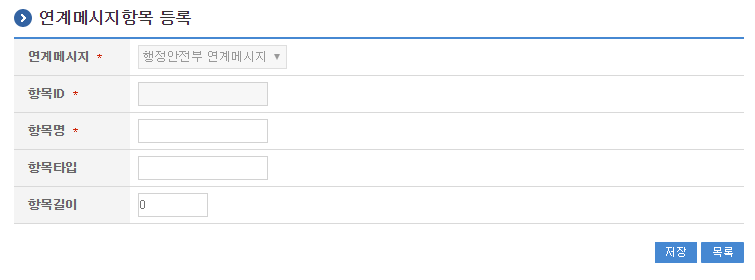 연계메시지항목 등록
연계메시지 * 행정안전부 연계메시지 ▼
항목ID *
항목명 *
항목타입
항목길이 0
저장 목록